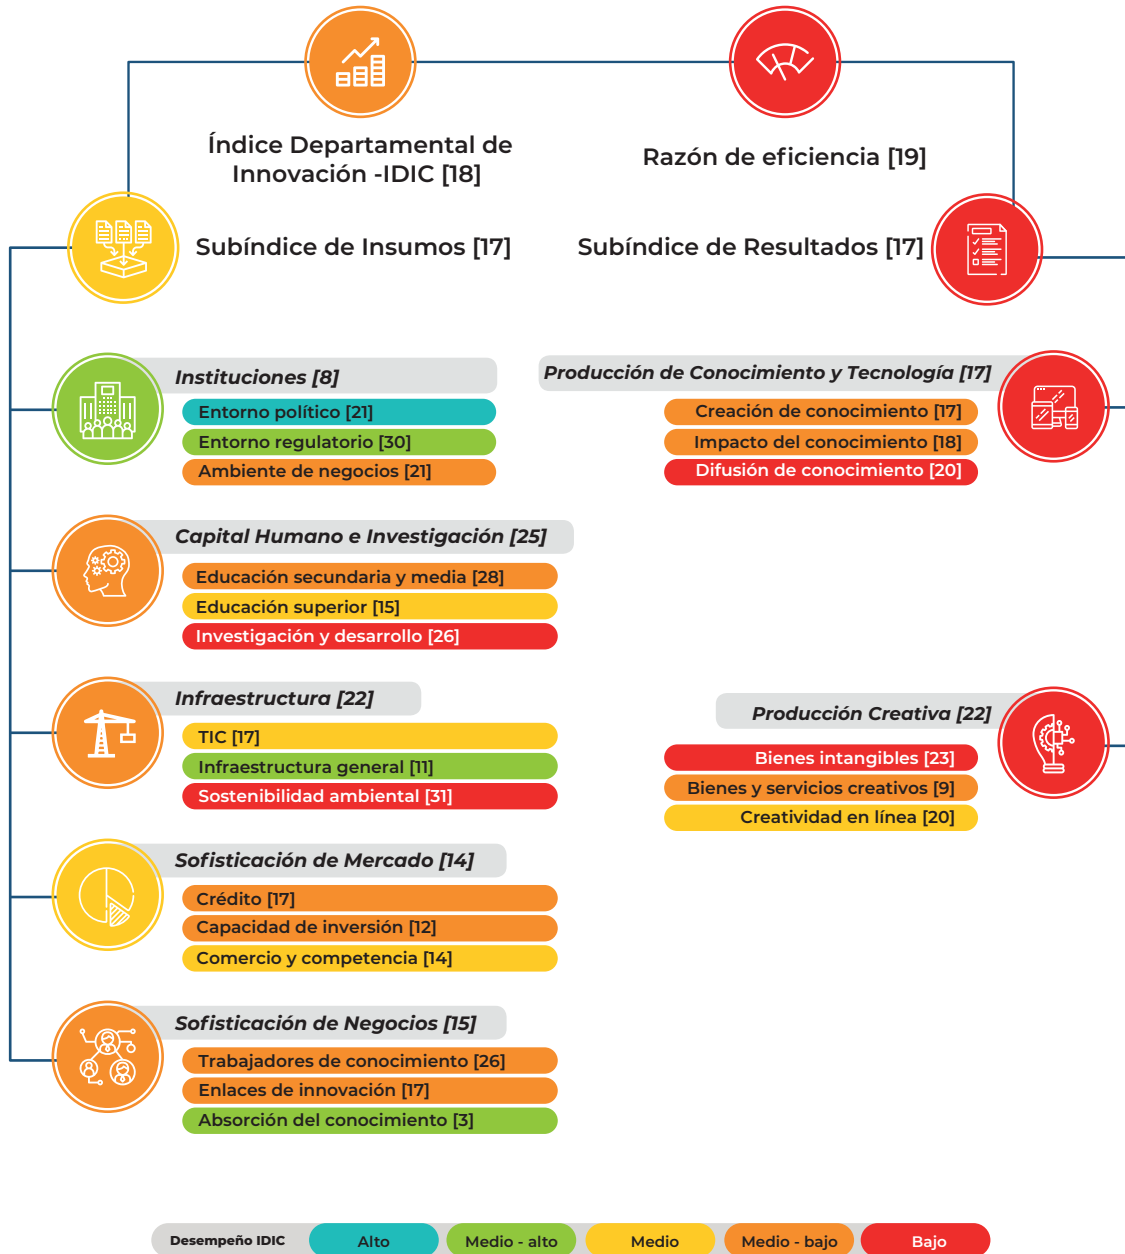 Índice Departamental de
Innovación -IDIC [18]
Razón de eficiencia [19]
Subíndice de Insumos [17]
Subíndice de Resultados [17]
Instituciones [8]
Entorno político [21]
Entorno regulatorio [30]
Ambiente de negocios [21]
Capital Humano e Investigación [25]
Educación secundaria y media [28]
Educación superior [15]
Investigación y desarrollo [26]
Infraestructura [22]
TIC [17]
Infraestructura general [11]
Sostenibilidad ambiental [31]
Sofisticación de Mercado [14]
Crédito [17]
Capacidad de inversión [12]
Comercio y competencia [14]
Sofisticación de Negocios [15]
Trabajadores de conocimiento [26]
Enlaces de innovación [17]
Absorción del conocimiento [3]
Producción de Conocimiento y Tecnología [17]
Creación de conocimiento [17]
Impacto del conocimiento [18]
Difusión de conocimiento [20]
Producción Creativa [22]
Bienes intangibles [23]
Bienes y servicios creativos [9]
Creatividad en línea [20]
Desempeño IDIC Alto Medio - alto Medio Medio - bajo Bajo